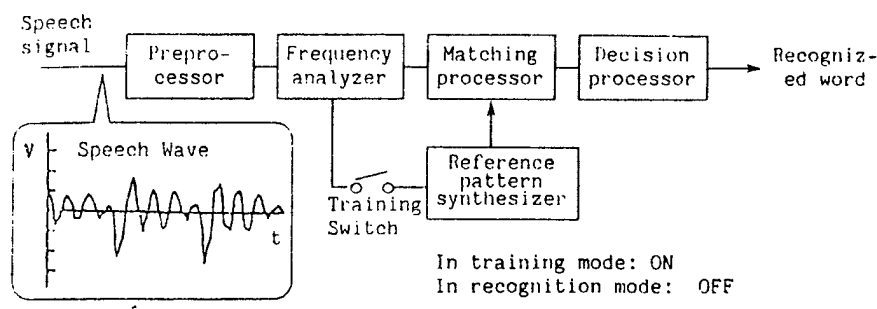 Speech
signal
Prepro-
cessor
Frequency
analyzer
Matching
processor
Decision
processor
Recogniz-
ed word
V
Speech Wave
t
Training
Switch
Reference
pattern
synthesizer
In training mode: ON
In recognition mode: OFF